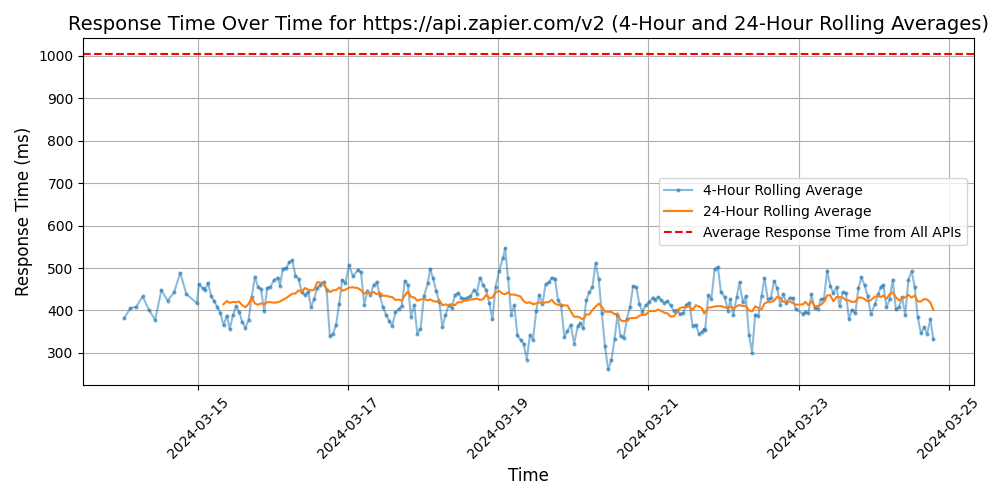 Response Time Over Time for https://api.zapier.com/v2 (4-Hour and 24-Hour Rolling Averages)
Response Time (ms)
1000
900
800
700
600
500
400
300
4-Hour Rolling Average
24-Hour Rolling Average
Average Response Time from All APIs
2024-03-15
2024-03-17
2024-03-19
2024-03-21
2024-03-23
2024-03-25
Time